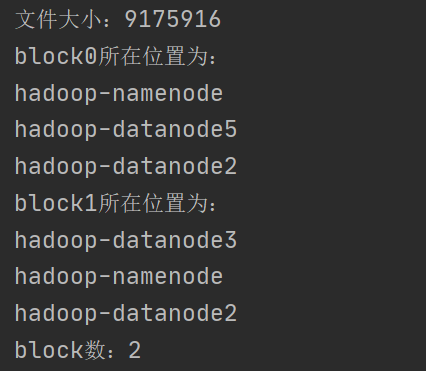 文件大小：9175916
block0所在位置为：
hadoop-namenode
hadoop-datanode5
hadoop-datanode2
block1所在位置为：
hadoop-datanode3
hadoop-namenode
hadoop-datanode2
block数：2